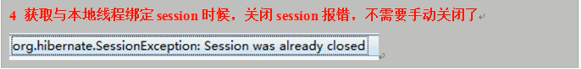 4 获取与本地线程绑定 session 时候，关闭 session 报错，不需要手动关闭了
org.hibernate.SessionException: Session was already closed